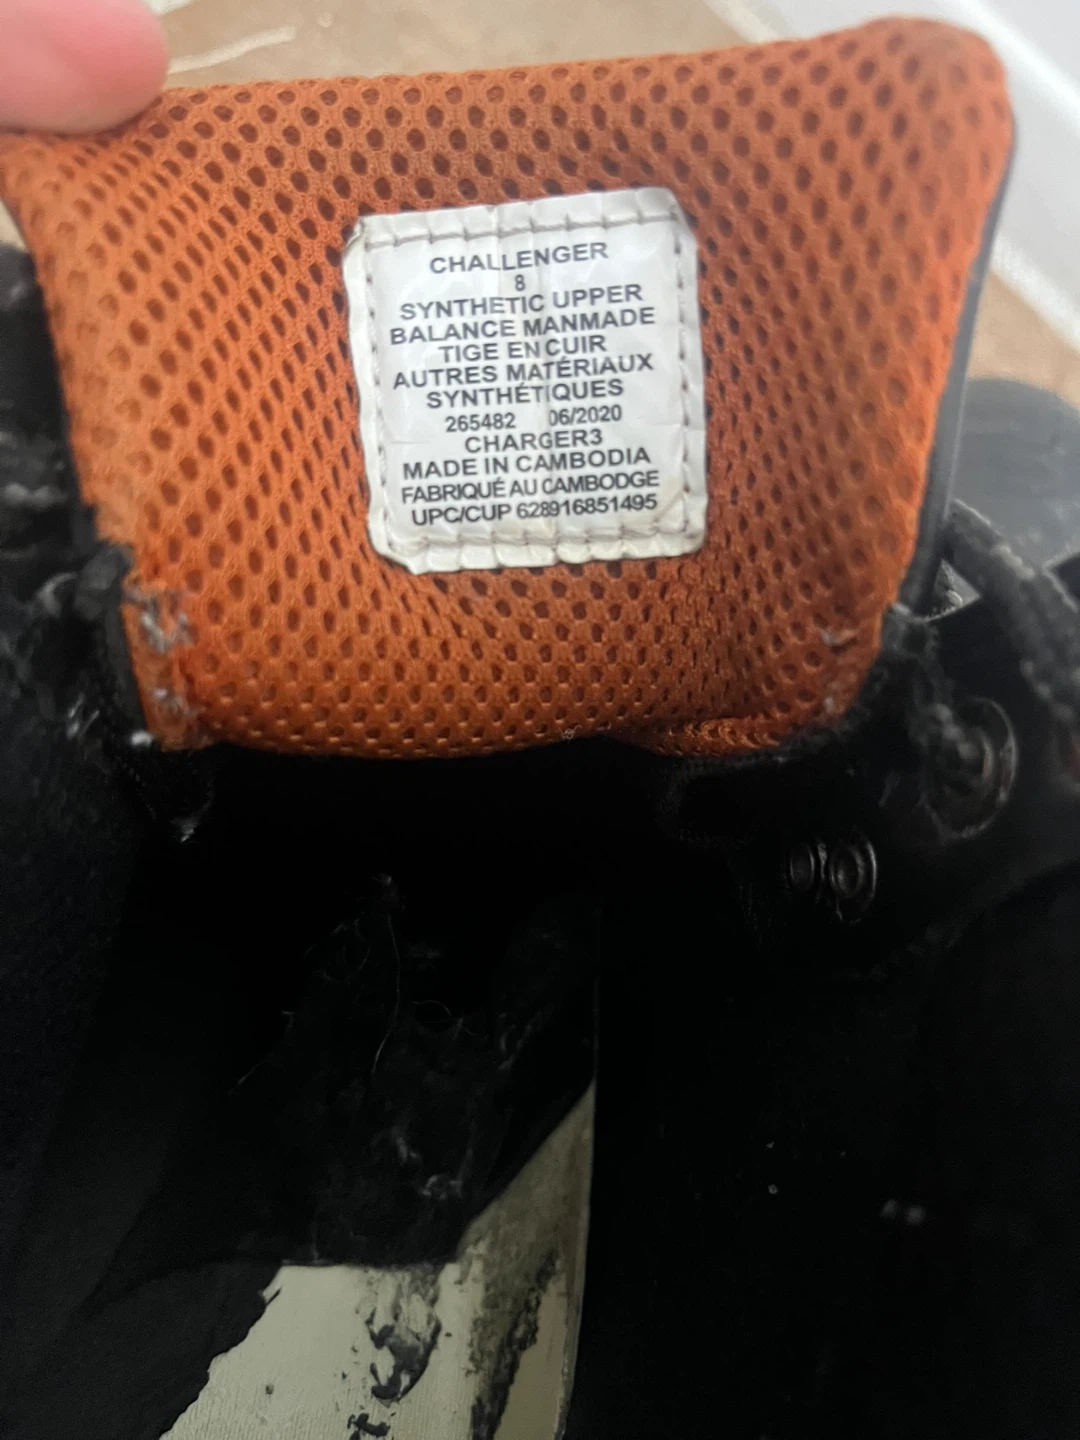 CHALLENGER
8
SYNTHETIC UPPER
BALANCE MANMADE
TIGE EN CUIR
AUTRES MATÉRIAUX
SYNTHÉTIQUES
265482 06/2020
CHARGER3
MADE IN CAMBODIA
FABRIQUÉ AU CAMBODGE
UPC/CUP 628916851495